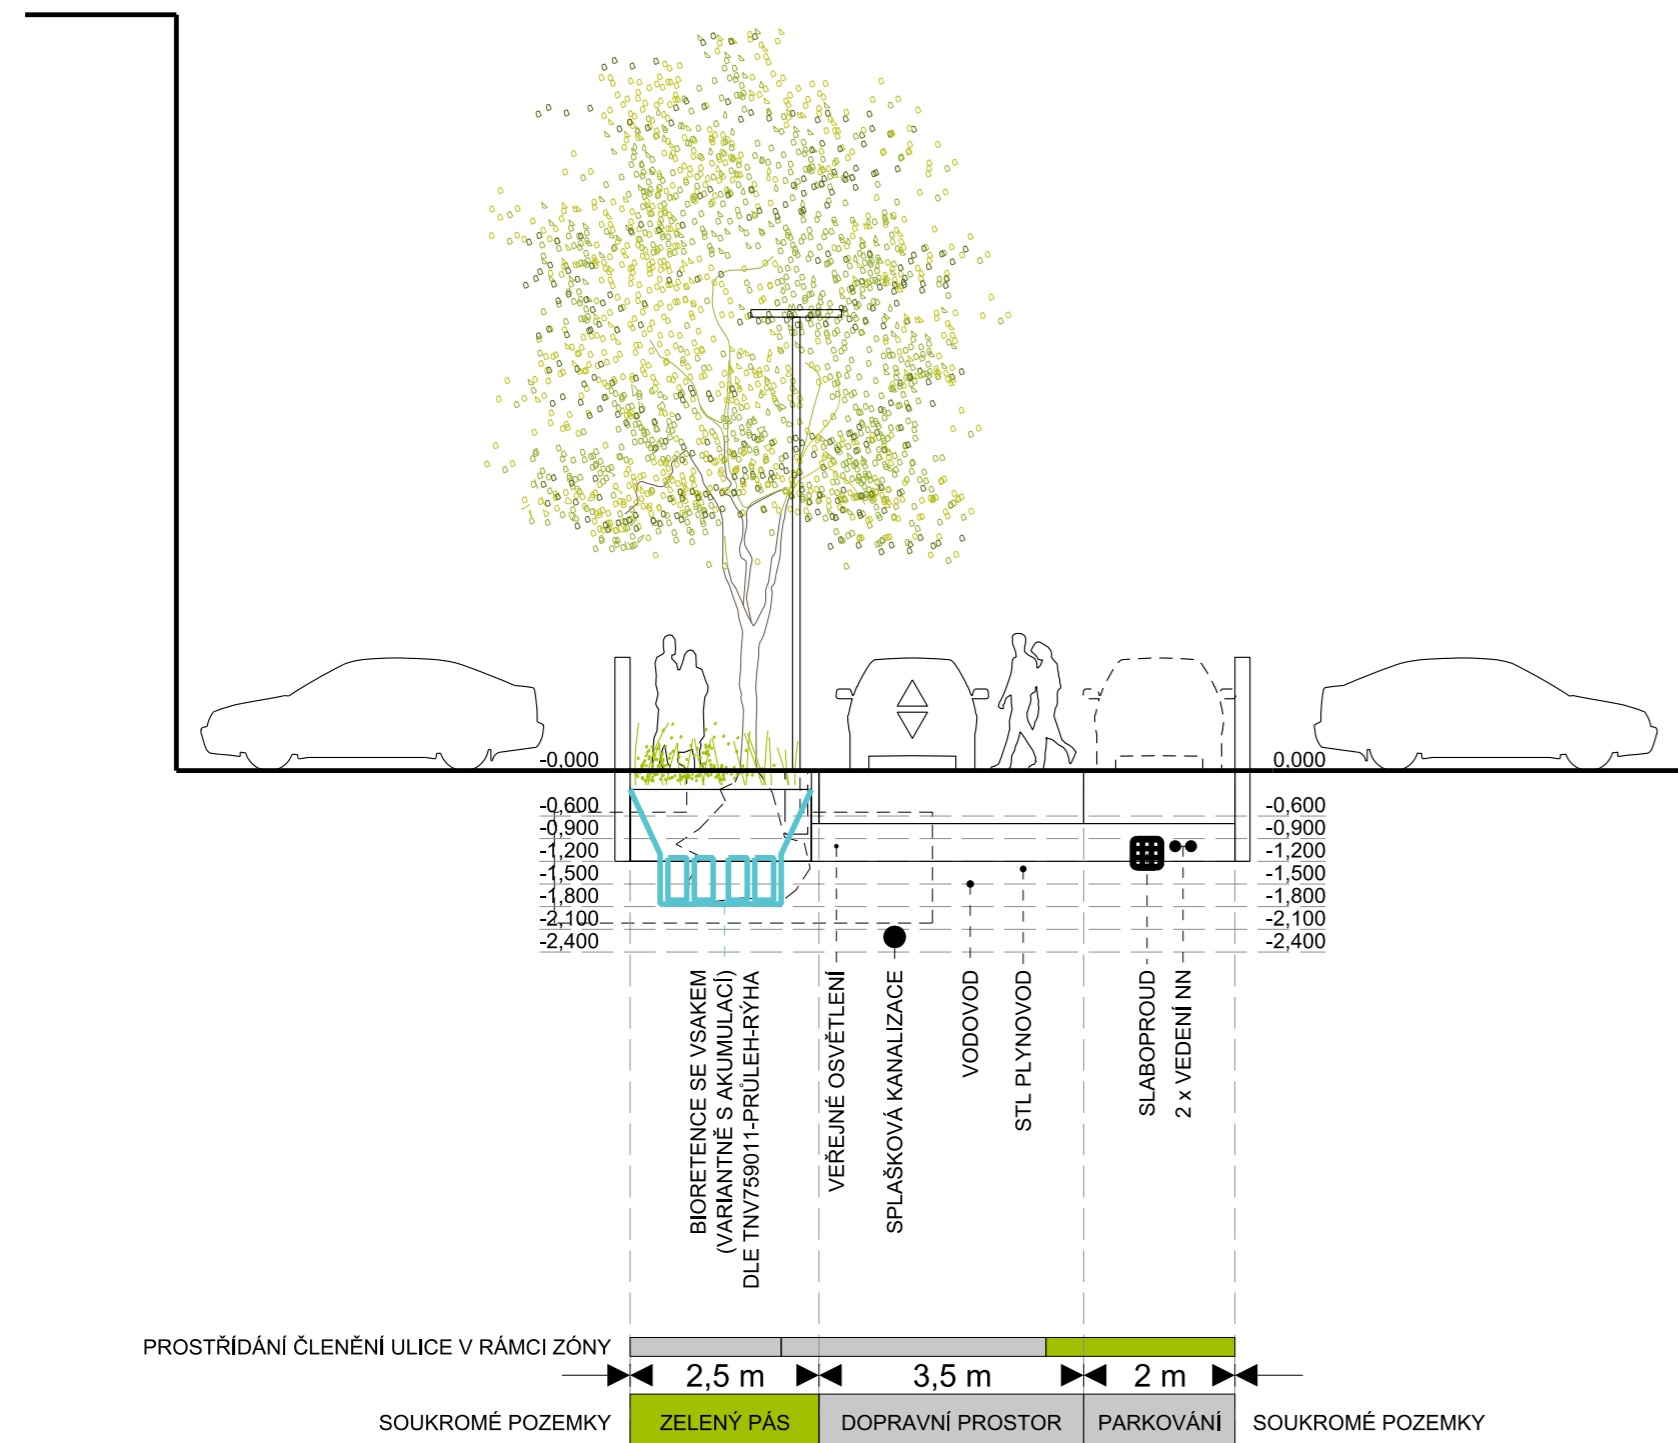 -0,000
0,000
-0,600
-0,600
-0,900
-0,900
-1,200
-1,200
-1,500
-1,500
-1,800
-1,800
-2,100
-2,100
-2,400
-2,400
BIORETENCE SE VSAKEM
(VARIANTNĚ S AKUMULACÍ)
DLE TNV759011-PRŮLEH-RÝHA
VEŘEJNÉ OSVĚTLENÍ
SPLAŠKOVÁ KANALIZACE
VODOVOD
STL PLYNOVOD
SLABOPROUD
2 x VEDENÍ NN
PROSTŘÍDÁNÍ ČLENĚNÍ ULICE V RÁMCI ZÓNY
2,5 m
3,5 m
2 m
SOUKROMÉ POZEMKY
ZELENÝ PÁS
DOPRAVNÍ PROSTOR
PARKOVÁNÍ
SOUKROMÉ POZEMKY